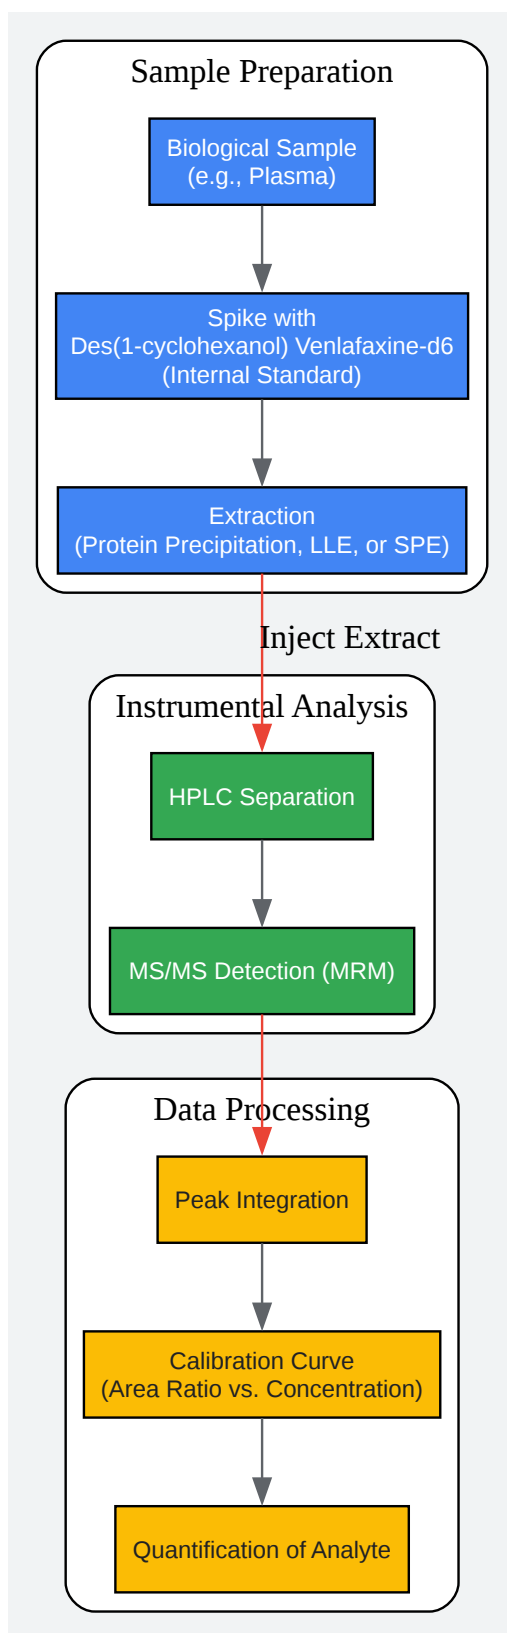 Sample Preparation
Biological Sample
(e.g., Plasma)
Spike with
Des(1-cyclohexanol) Venlafaxine-d6
(Internal Standard)
Extraction
(Protein Precipitation, LLE, or SPE)
Inject Extract
Instrumental Analysis
HPLC Separation
MS/MS Detection (MRM)
Data Processing
Peak Integration
Calibration Curve
(Area Ratio vs. Concentration)
Quantification of Analyte